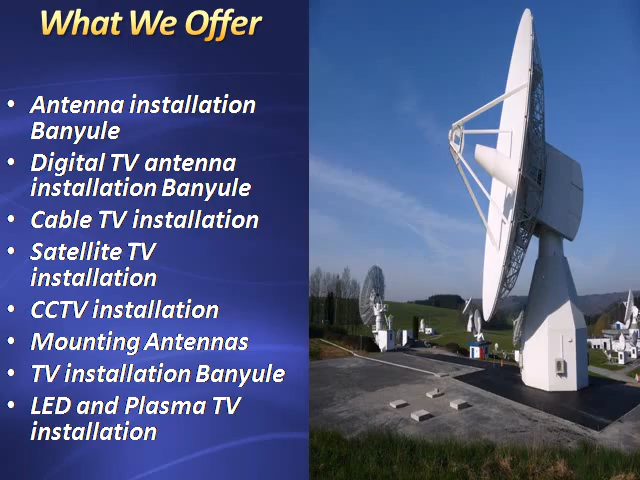 What We Offer
• Antenna installation
Banyule
• Digital TV antenna
installation Banyule
• Cable TV installation
• Satellite TV
installation
• CCTV installation
• Mounting Antennas
• TV installation Banyule
• LED and Plasma TV
installation